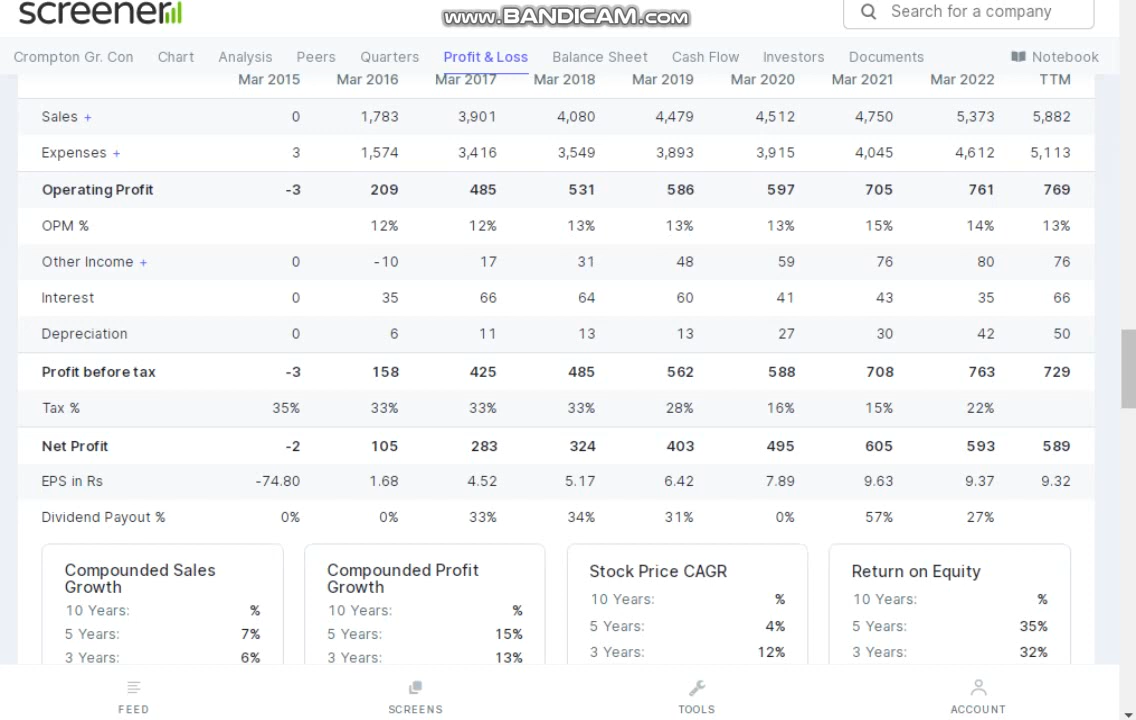 screener
www.BANDICAM.com
Search for a company
Crompton Gr. Con Chart Analysis Peers Quarters Profit & Loss Balance Sheet Cash Flow Investors Documents Notebook
Mar 2015 Mar 2016 Mar 2017 Mar 2018 Mar 2019 Mar 2020 Mar 2021 Mar 2022 TTM
Sales + 0 1,783 3,901 4,080 4,479 4,512 4,750 5,373 5,882
Expenses + 3 1,574 3,416 3,549 3,893 3,915 4,045 4,612 5,113
Operating Profit -3 209 485 531 586 597 705 761 769
OPM % 12% 12% 13% 13% 13% 15% 14% 13%
Other Income + 0 -10 17 31 48 59 76 80 76
Interest 0 35 66 64 60 41 43 35 66
Depreciation 0 6 11 13 13 27 30 42 50
Profit before tax -3 158 425 485 562 588 708 763 729
Tax % 35% 33% 33% 33% 28% 16% 15% 22%
Net Profit -2 105 283 324 403 495 605 593 589
EPS in Rs -74.80 1.68 4.52 5.17 6.42 7.89 9.63 9.37 9.32
Dividend Payout % 0% 0% 33% 34% 31% 0% 57% 27%
Compounded Sales
Growth
10 Years: %
5 Years: 7%
3 Years: 6%
Compounded Profit
Growth
10 Years: %
5 Years: 15%
3 Years: 13%
Stock Price CAGR
10 Years: %
5 Years: 4%
3 Years: 12%
Return on Equity
10 Years: %
5 Years: 35%
3 Years: 32%
FEED SCREENS TOOLS ACCOUNT